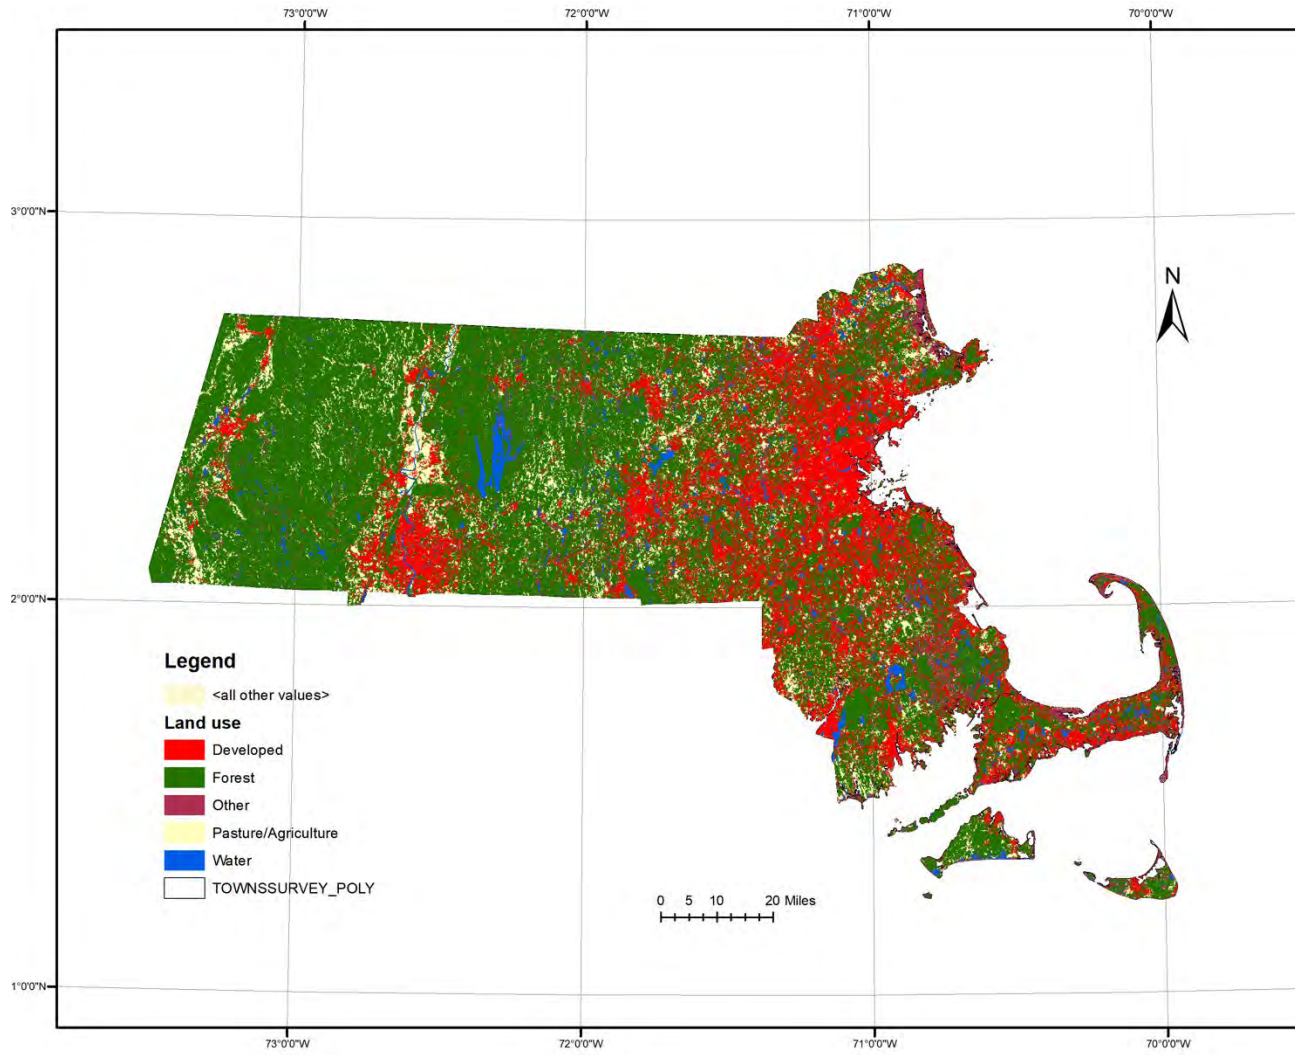 73°0'0"W 72°0'0"W 71°0'0"W 70°0'0"W
3°0'0"N
N
2°0'0"N
Legend
<all other values>
Land use
Developed
Forest
Other
Pasture/Agriculture
Water
TOWNSSURVEY_POLY
0 5 10 20 Miles
1°0'0"N
73°0'0"W 72°0'0"W 71°0'0"W 70°0'0"W